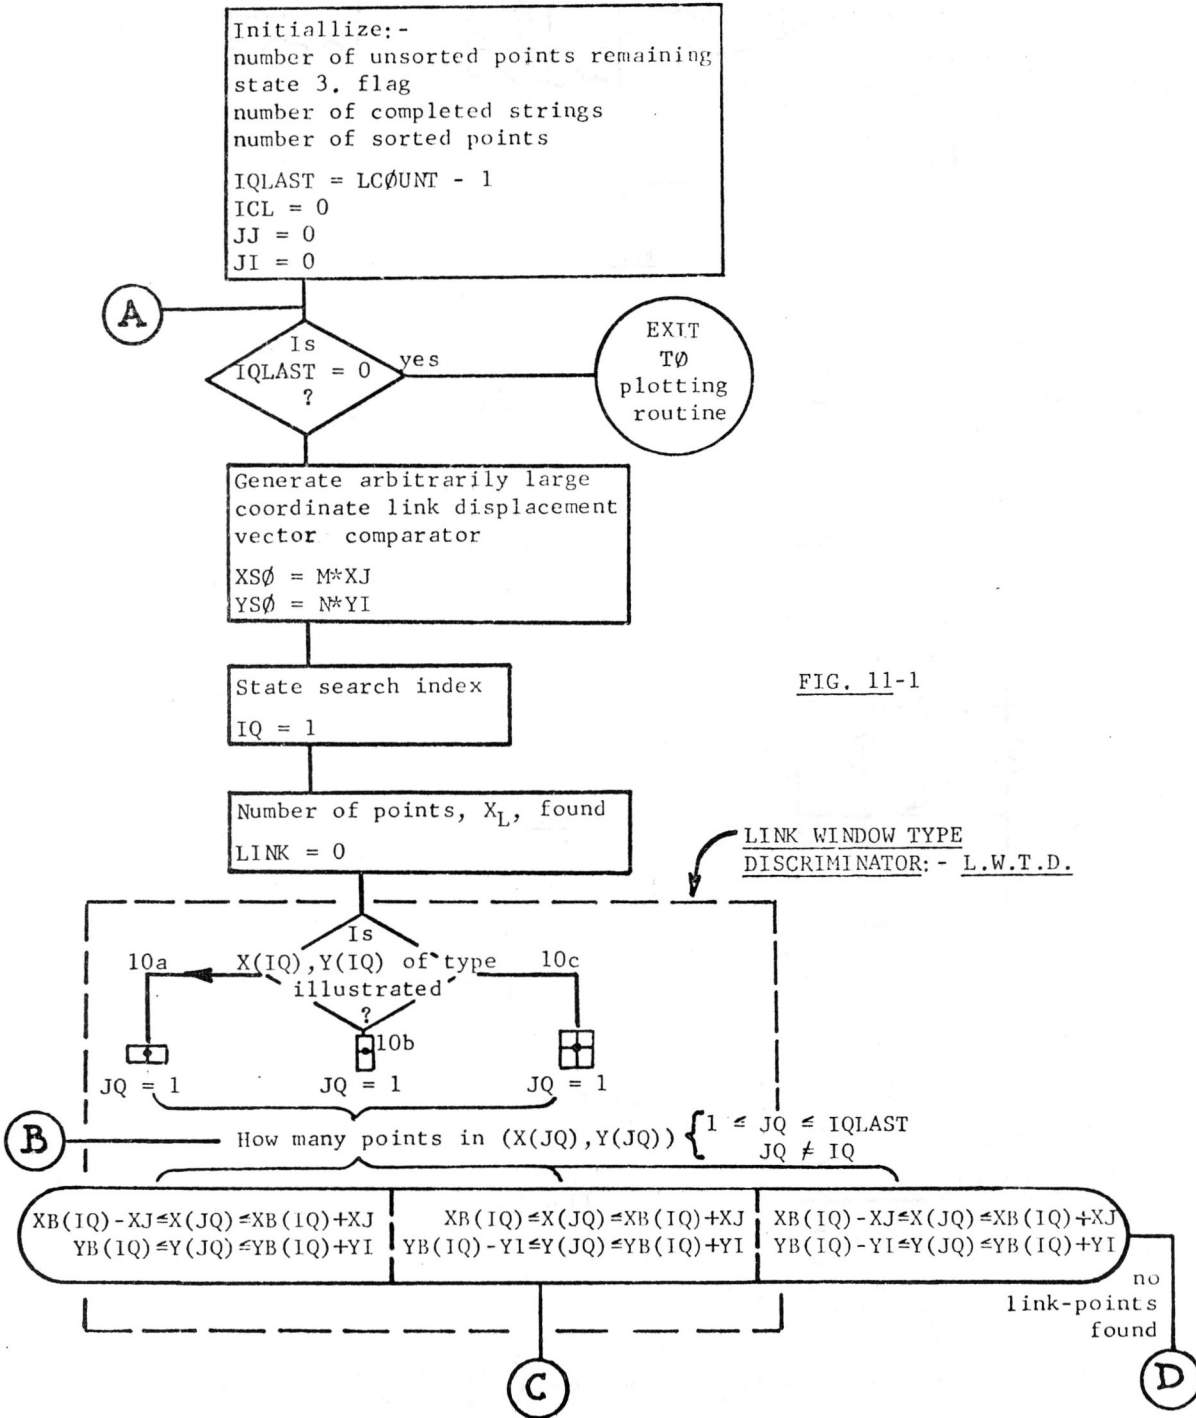 Initiallize:-
number of unsorted points remaining
state 3. flag
number of completed strings
number of sorted points
IQLAST = LCØUNT - 1
ICL = 0
JJ = 0
JI = 0
A
Is
IQLAST = 0
?
yes
EXIT
TØ
plotting
routine
Generate arbitrarily large
coordinate link displacement
vector comparator
XSØ = M*XJ
YSØ = N*YI
State search index
IQ = 1
FIG. 11-1
Number of points, X_L, found
LINK = 0
LINK WINDOW TYPE
DISCRIMINATOR:- L.W.T.D.
Is
10a X(IQ),Y(IQ) of type 10c
illustrated
?
10b
JQ = 1 JQ = 1 JQ = 1
B How many points in (X(JQ),Y(JQ)) { 1 ≤ JQ ≤ IQLAST
JQ ≠ IQ
XB(IQ)-XJ≤X(JQ)≤XB(1Q)+XJ
YB(1Q)≤Y(JQ)≤YB(1Q)+YI
XB(IQ)≤X(JQ)≤XB(IQ)+XJ
YB(IQ)-Y1≤Y(JQ)≤YB(IQ)+YI
XB(IQ)-XJ≤X(JQ)≤XB(IQ)+XJ
YB(IQ)-YI≤Y(JQ)≤YB(IQ)+YI
no
link-points
found
C
D